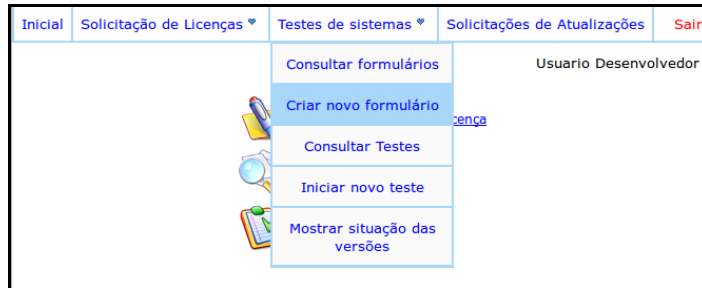 Inicial Solicitação de Licenças Testes de sistemas Solicitações de Atualizações Sair
Consultar formulários
Usuario Desenvolvedor
Criar novo formulário
cença
Consultar Testes
Iniciar novo teste
Mostrar situação das
versões